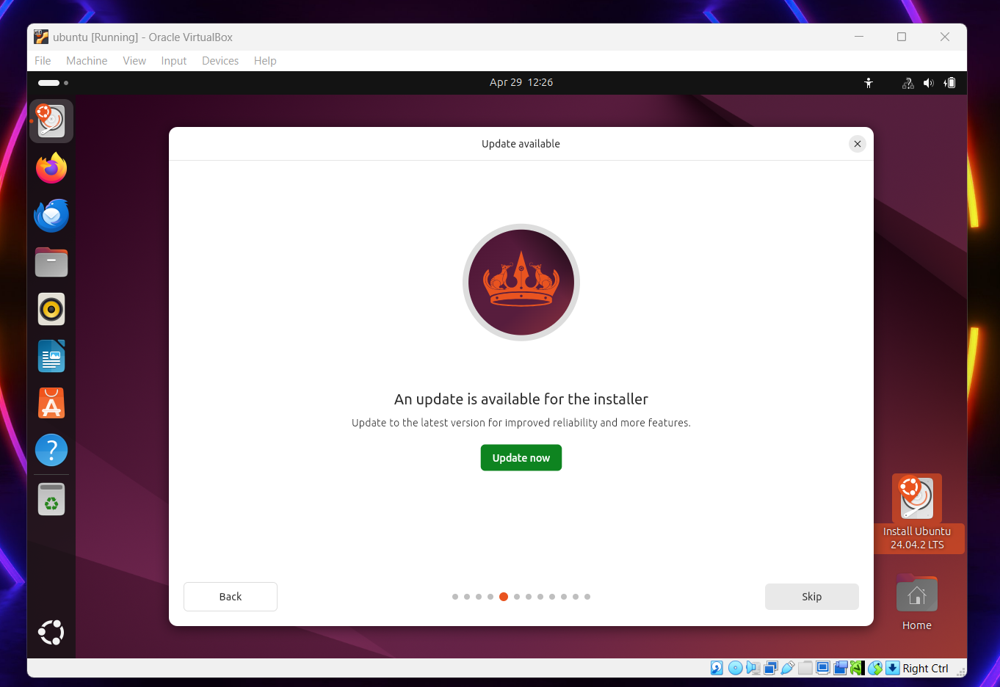 ubuntu [Running] - Oracle VirtualBox
File Machine View Input Devices Help
Apr 29 12:26
Update available
An update is available for the installer
Update to the latest version for improved reliability and more features.
Update now
Install Ubuntu
24.04.2 LTS
Back
Skip
Home
Right Ctrl